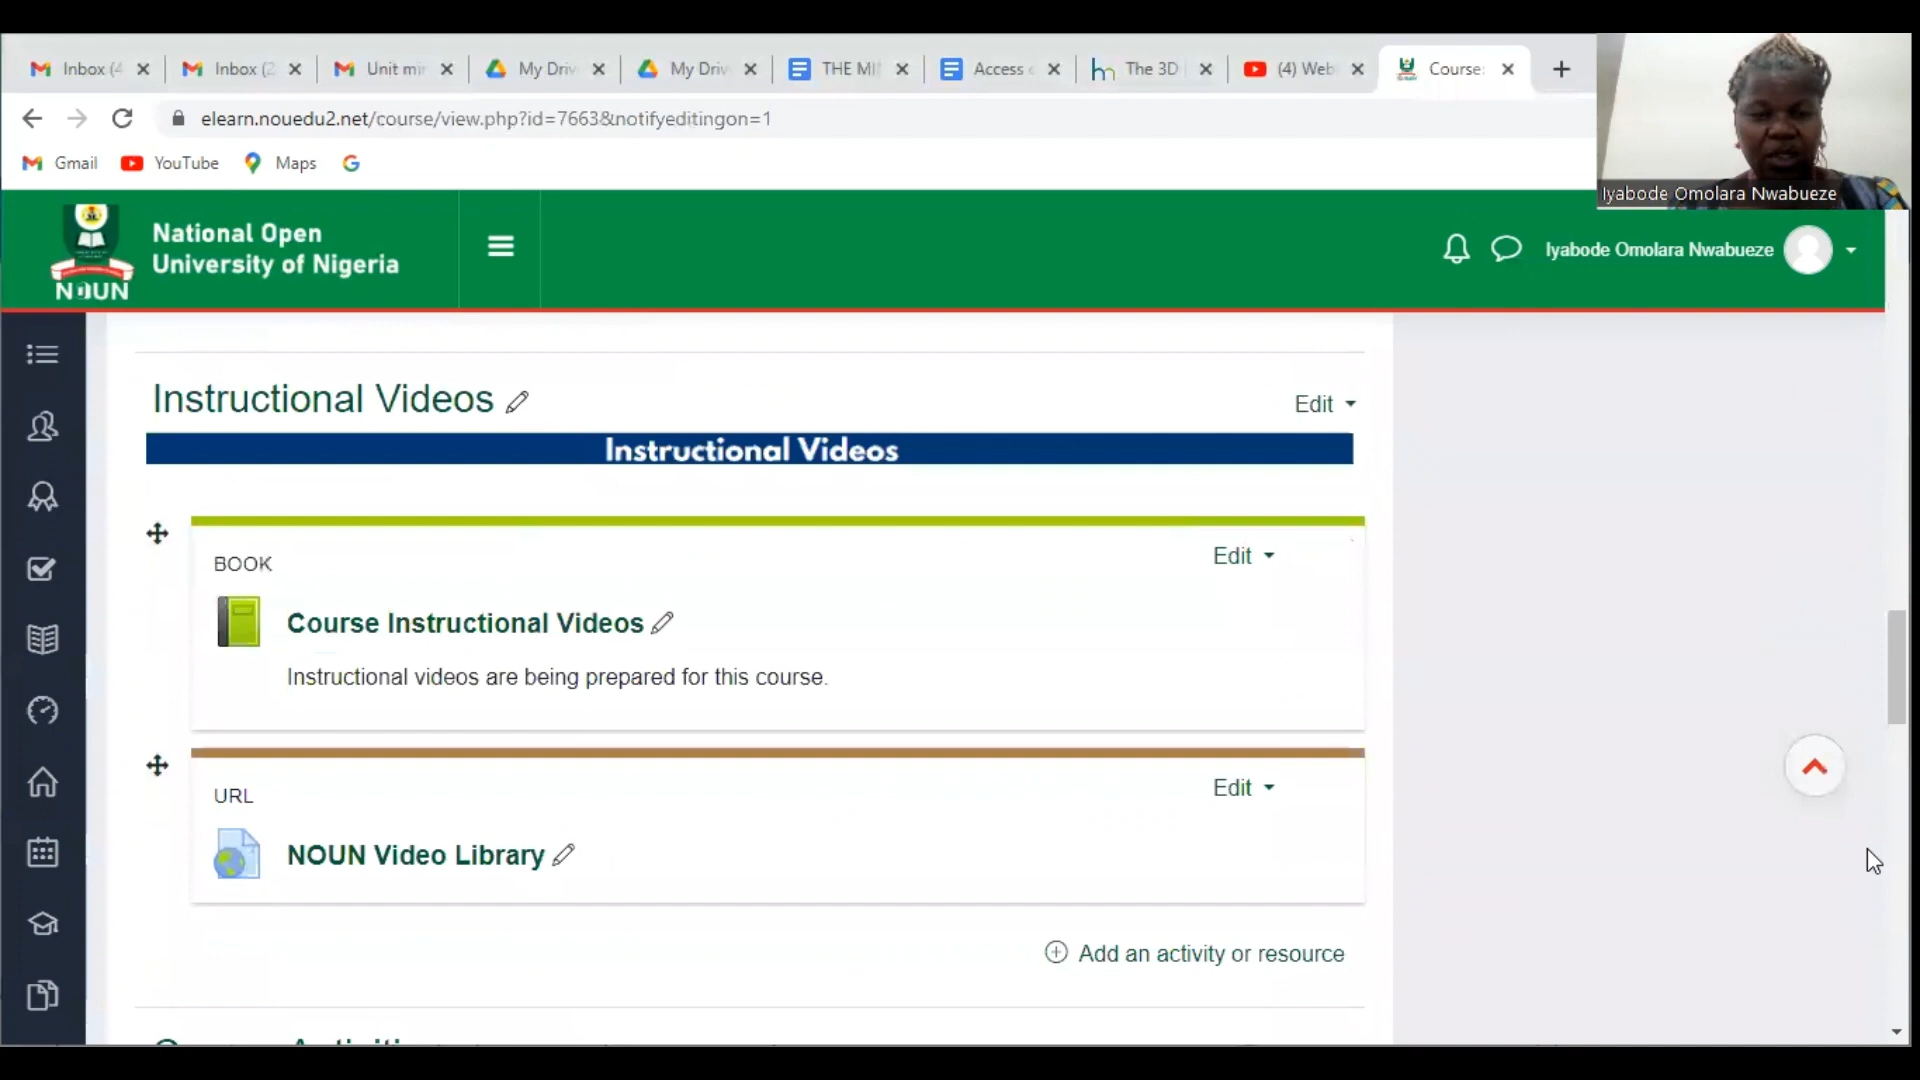 Inbox (4
Inbox (2
Unit mi
My Driv
My Driv
THE MI
Access
The 3D
(4) Web
Course:
elearn.nouedu2.net/course/view.php?id=7663&notifyeditingon=1
Gmail
YouTube
Maps
Iyabode Omolara Nwabueze
National Open
University of Nigeria
NOUN
Iyabode Omolara Nwabueze
Instructional Videos
Edit
Instructional Videos
BOOK
Edit
Course Instructional Videos
Instructional videos are being prepared for this course.
URL
Edit
NOUN Video Library
Add an activity or resource